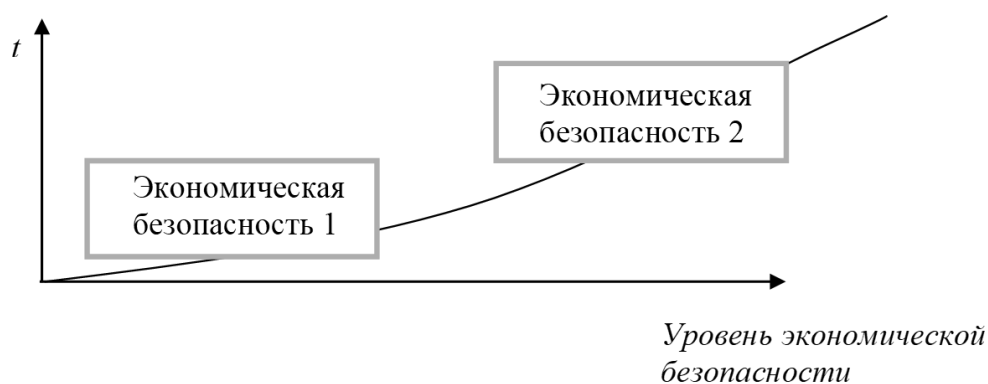 t
Экономическая
безопасность 2
Экономическая
безопасность 1
Уровень экономической
безопасности